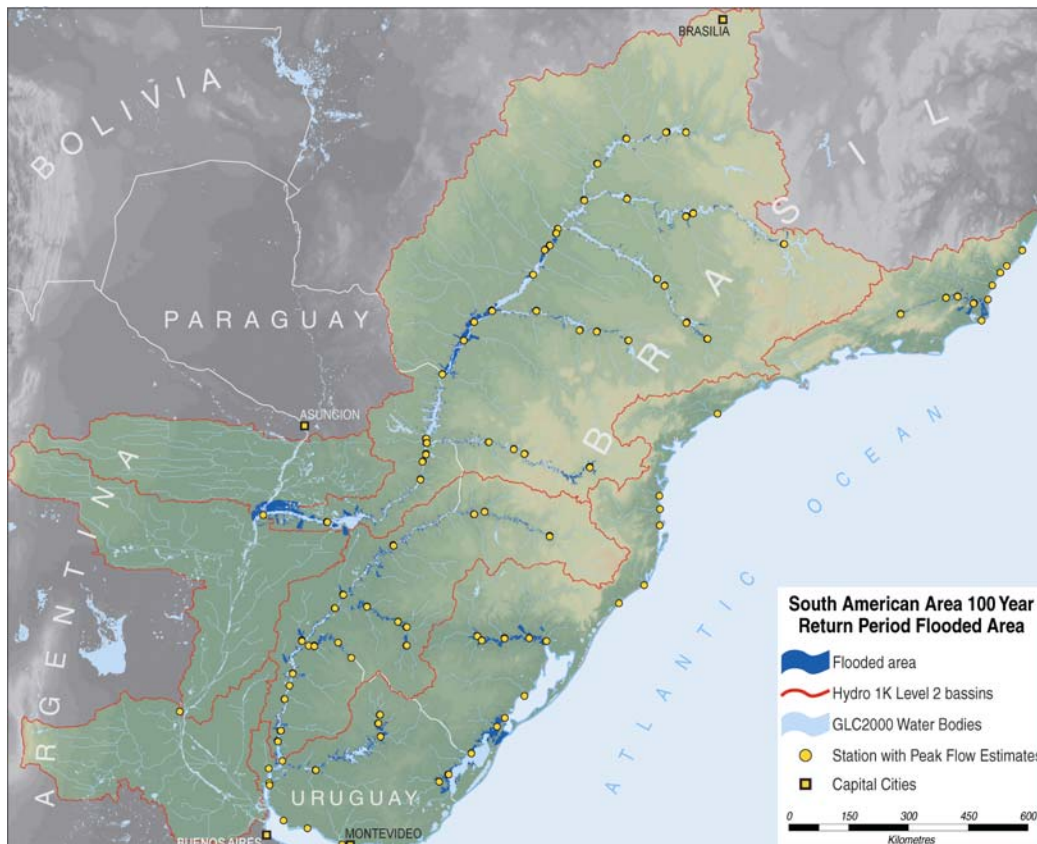 BRASILIA
BOLIVIA
BRASIL
PARAGUAY
ASUNCION
ARGENTINA
ATLANTIC OCEAN
URUGUAY
BUENOS AIRES
MONTEVIDEO
South American Area 100 Year
Return Period Flooded Area
Flooded area
Hydro 1K Level 2 bassins
GLC2000 Water Bodies
Station with Peak Flow Estimates
Capital Cities
0 150 300 450 600
Kilometres